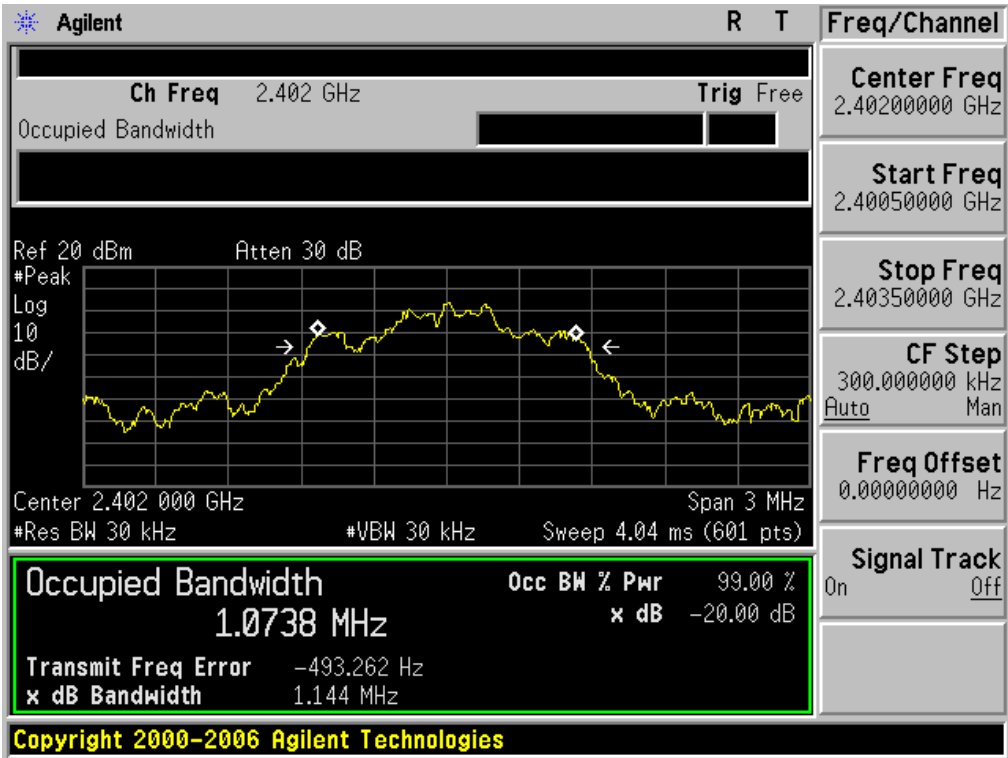 Agilent R T
Ch Freq 2.402 GHz Trig Free
Occupied Bandwidth
Ref 20 dBm Atten 30 dB
#Peak
Log
10
dB/
Center 2.402 000 GHz Span 3 MHz
#Res BW 30 kHz #VBW 30 kHz Sweep 4.04 ms (601 pts)
Occupied Bandwidth
1.0738 MHz
Occ BW % Pwr 99.00 %
x dB -20.00 dB
Transmit Freq Error -493.262 Hz
x dB Bandwidth 1.144 MHz
Copyright 2000-2006 Agilent Technologies
Freq/Channel
Center Freq
2.40200000 GHz
Start Freq
2.40050000 GHz
Stop Freq
2.40350000 GHz
CF Step
300.000000 kHz
Auto Man
Freq Offset
0.00000000 Hz
Signal Track
On Off